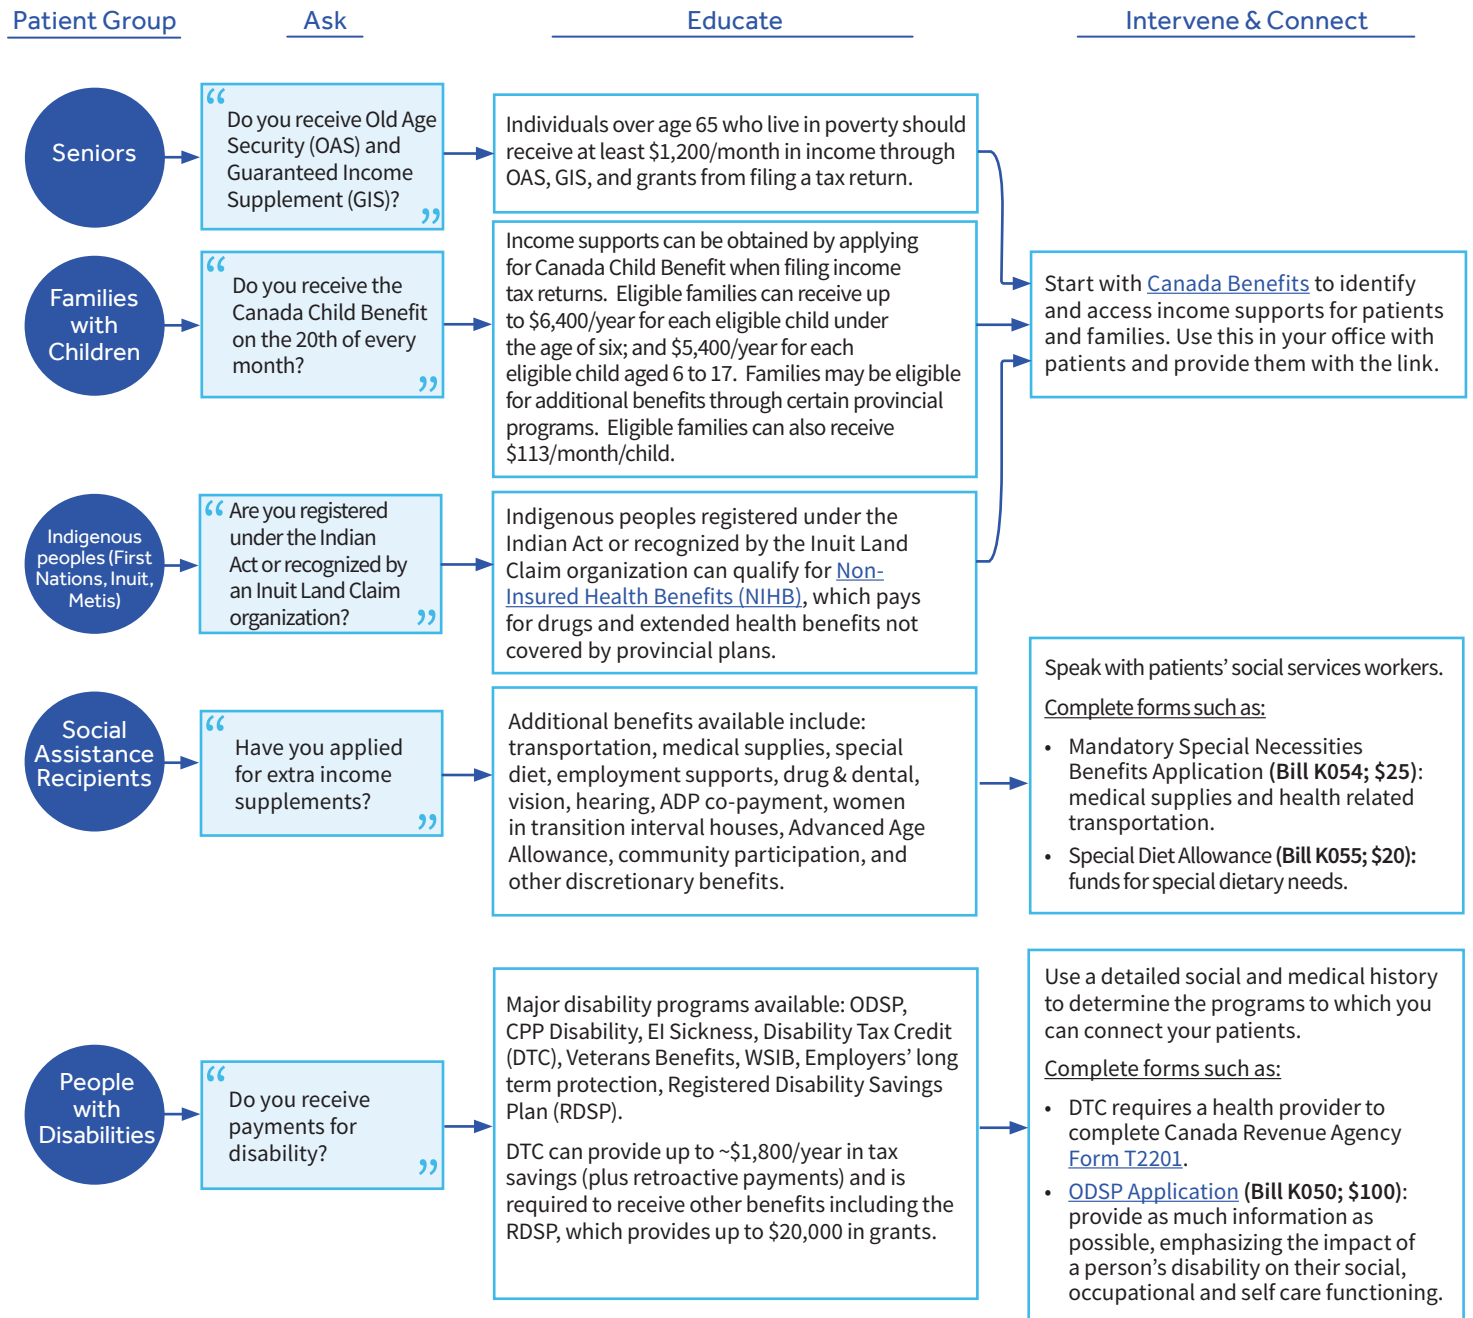 Patient Group
Ask
Educate
Intervene & Connect
Seniors
“
Do you receive Old Age
Security (OAS) and
Guaranteed Income
Supplement (GIS)?
”
Individuals over age 65 who live in poverty should
receive at least $1,200/month in income through
OAS, GIS, and grants from filing a tax return.
Families
with
Children
“
Do you receive the
Canada Child Benefit
on the 20th of every
month?
”
Income supports can be obtained by applying
for Canada Child Benefit when filing income
tax returns. Eligible families can receive up
to $6,400/year for each eligible child under
the age of six; and $5,400/year for each
eligible child aged 6 to 17. Families may be eligible
for additional benefits through certain provincial
programs. Eligible families can also receive
$113/month/child.
Start with Canada Benefits to identify
and access income supports for patients
and families. Use this in your office with
patients and provide them with the link.
Indigenous
peoples (First
Nations, Inuit,
Metis)
“ Are you registered
under the Indian
Act or recognized by
an Inuit Land Claim
organization? ”
Indigenous peoples registered under the
Indian Act or recognized by the Inuit Land
Claim organization can qualify for Non-
Insured Health Benefits (NIHB), which pays
for drugs and extended health benefits not
covered by provincial plans.
Social
Assistance
Recipients
“
Have you applied
for extra income
supplements?
”
Additional benefits available include:
transportation, medical supplies, special
diet, employment supports, drug & dental,
vision, hearing, ADP co-payment, women
in transition interval houses, Advanced Age
Allowance, community participation, and
other discretionary benefits.
Speak with patients’ social services workers.
Complete forms such as:
• Mandatory Special Necessities
Benefits Application (Bill K054; $25):
medical supplies and health related
transportation.
• Special Diet Allowance (Bill K055; $20):
funds for special dietary needs.
People
with
Disabilities
“
Do you receive
payments for
disability?
”
Major disability programs available: ODSP,
CPP Disability, EI Sickness, Disability Tax Credit
(DTC), Veterans Benefits, WSIB, Employers’ long
term protection, Registered Disability Savings
Plan (RDSP).
DTC can provide up to ~$1,800/year in tax
savings (plus retroactive payments) and is
required to receive other benefits including the
RDSP, which provides up to $20,000 in grants.
Use a detailed social and medical history
to determine the programs to which you
can connect your patients.
Complete forms such as:
• DTC requires a health provider to
complete Canada Revenue Agency
Form T2201.
• ODSP Application (Bill K050; $100):
provide as much information as
possible, emphasizing the impact of
a person’s disability on their social,
occupational and self care functioning.